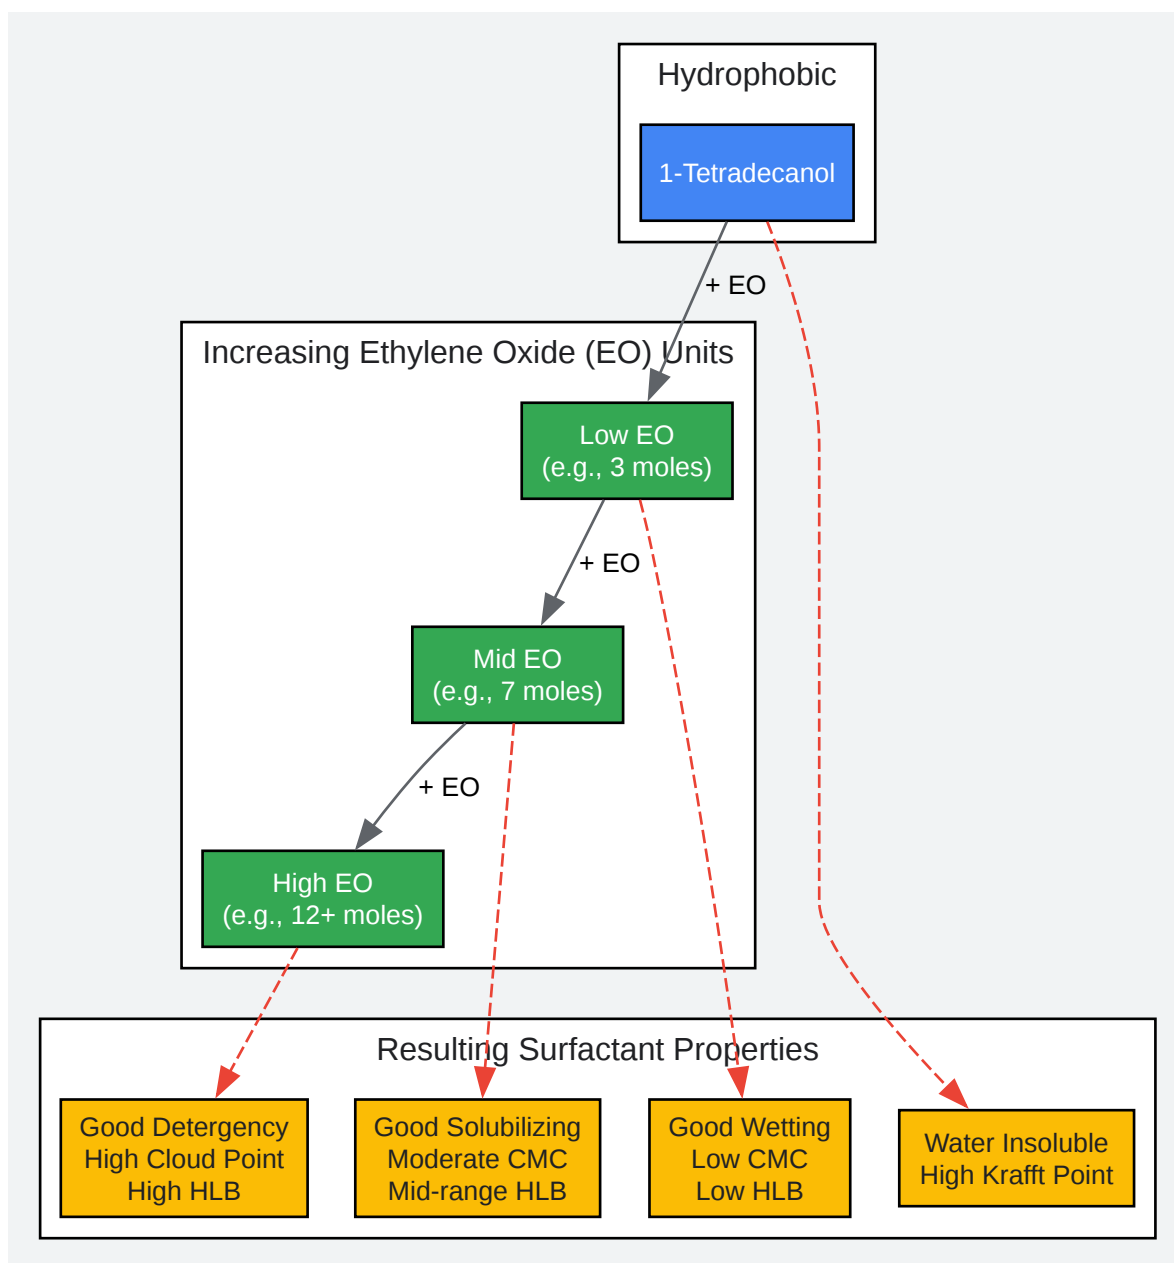 Hydrophobic
1-Tetradecanol
+ EO
Increasing Ethylene Oxide (EO) Units
Low EO
(e.g., 3 moles)
+ EO
Mid EO
(e.g., 7 moles)
+ EO
High EO
(e.g., 12+ moles)
Resulting Surfactant Properties
Good Detergency
High Cloud Point
High HLB
Good Solubilizing
Moderate CMC
Mid-range HLB
Good Wetting
Low CMC
Low HLB
Water Insoluble
High Krafft Point